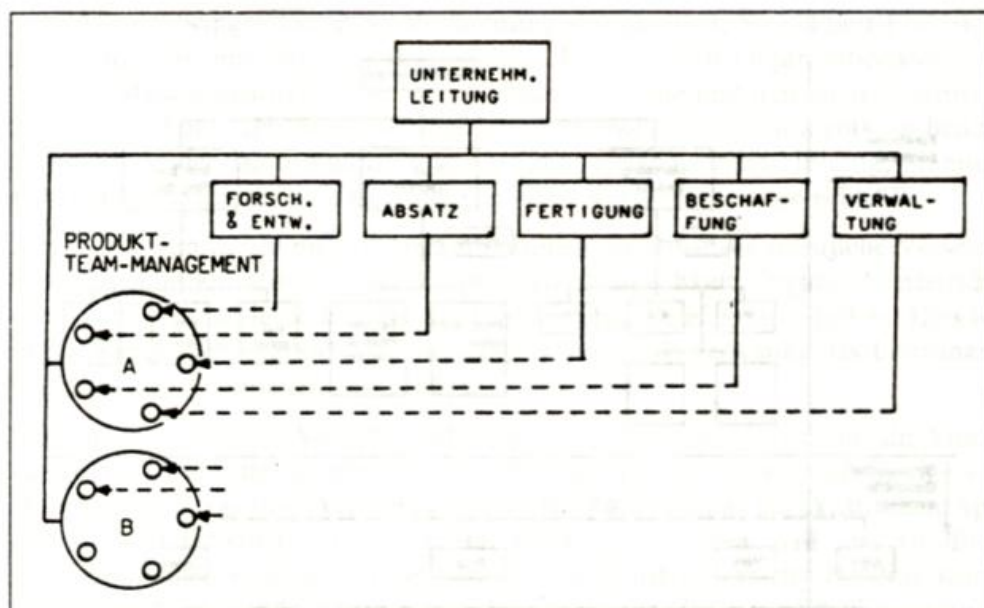 UNTERNEHM.
LEITUNG
FORSCH.
& ENTW.
ABSATZ
FERTIGUNG
BESCHAF-
FUNG
VERWAL-
TUNG
PRODUKT-
TEAM-MANAGEMENT
A
B